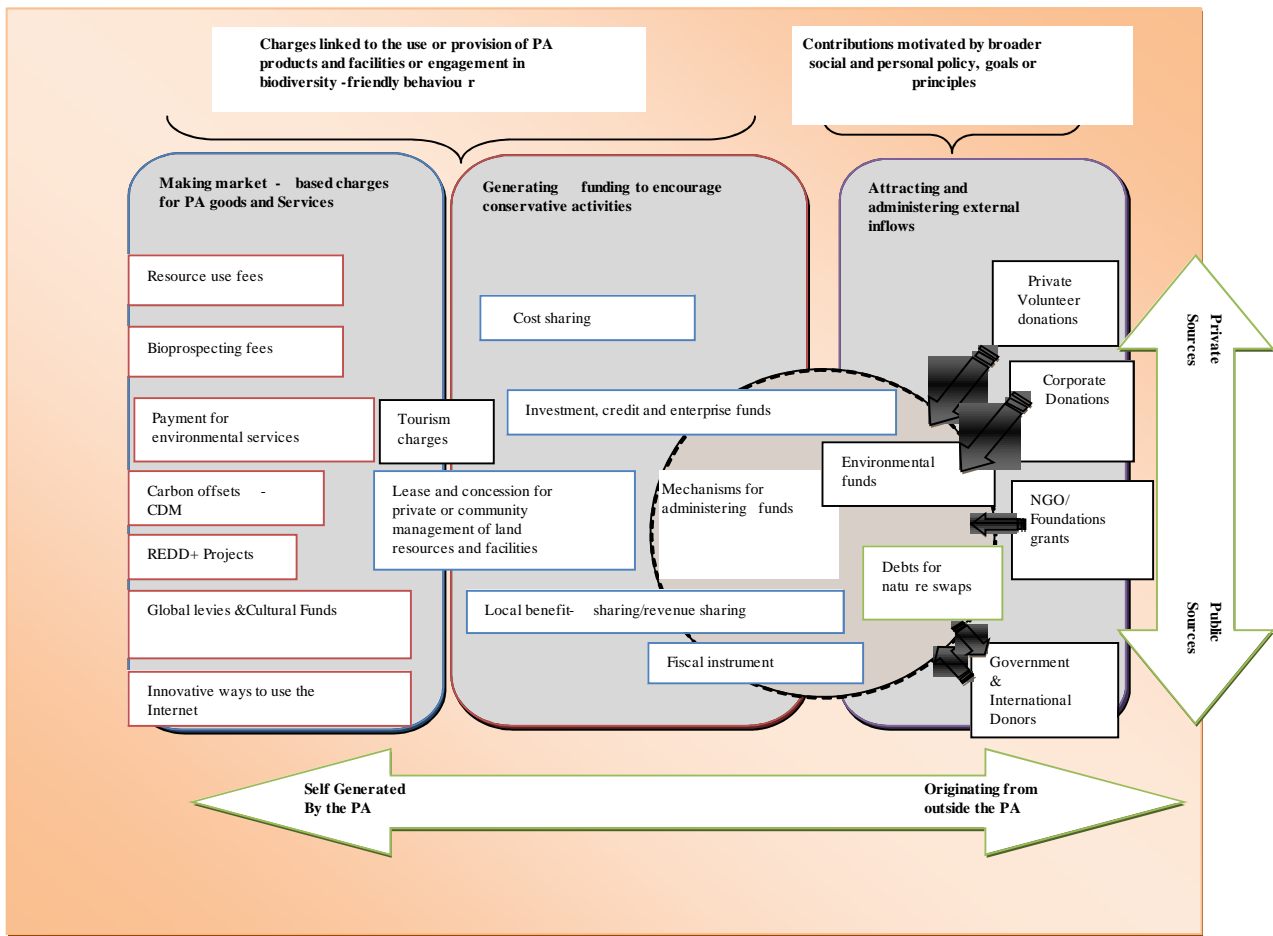 Charges linked to the use or provision of PA
products and facilities or engagement in
biodiversity -friendly behaviou r
Contributions motivated by broader
social and personal policy, goals or
principles
Making market - based charges
for PA goods and Services
Generating funding to encourage
conservative activities
Attracting and
administering external
inflows
Resource use fees
Bioprospecting fees
Payment for
environmental services
Carbon offsets -
CDM
REDD+ Projects
Global levies &Cultural Funds
Innovative ways to use the
Internet
Tourism
charges
Cost sharing
Investment, credit and enterprise funds
Lease and concession for
private or community
management of land
resources and facilities
Local benefit- sharing/revenue sharing
Fiscal instrument
Mechanisms for
administering funds
Environmental
funds
Debts for
natu re swaps
Private
Volunteer
donations
Corporate
Donations
NGO/
Foundations
grants
Government
&
International
Donors
Private
Sources
Public
Sources
Self Generated
By the PA
Originating from
outside the PA